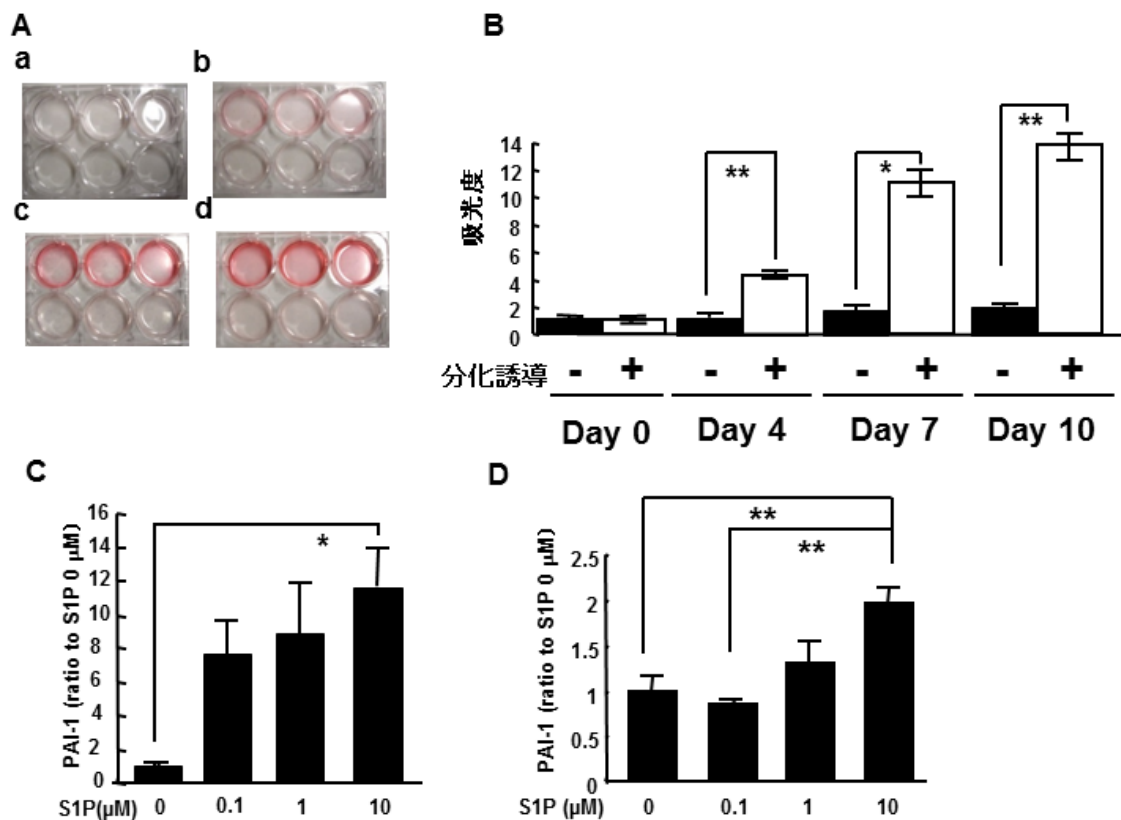 A
a
b
c
d
B
吸光度
14
12
10
8
6
4
2
0
**
*
**
分化誘導 - + - + - + - +
Day 0 Day 4 Day 7 Day 10
C
PAI-1 (ratio to S1P 0 μM)
16
14
12
10
8
6
4
2
0
*
S1P(μM) 0 0.1 1 10
D
PAI-1 (ratio to S1P 0 μM)
**
**
2.5
2
1.5
1
0.5
0
S1P (μM) 0 0.1 1 10